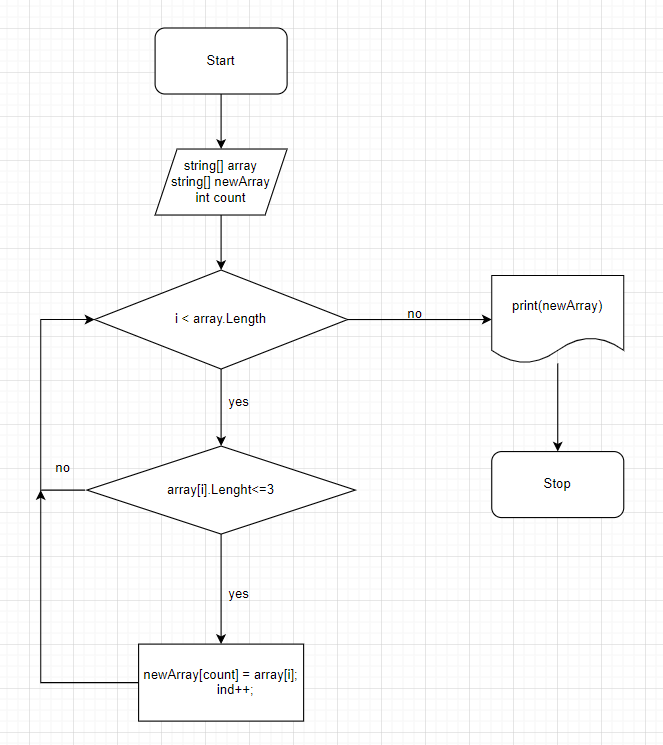 Start
string[] array
string[] newArray
int count
i < array.Length
no
print(newArray)
yes
no
array[i].Lenght<=3
Stop
yes
newArray[count] = array[i];
ind++;